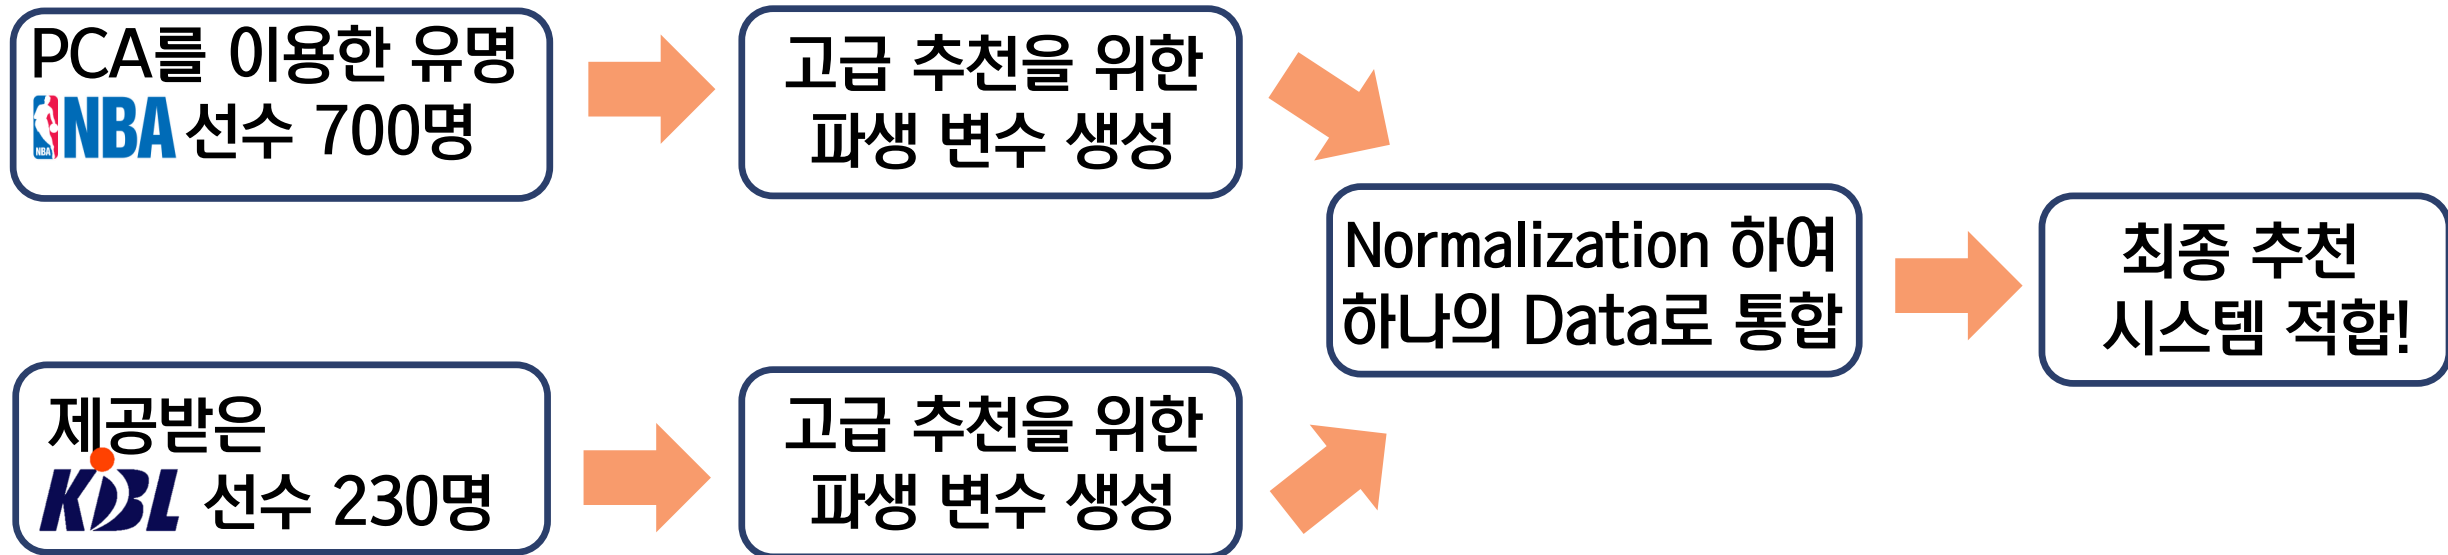 PCA를 이용한 유명
NBA 선수 700명
고급 추천을 위한
파생 변수 생성
Normalization 하여
하나의 Data로 통합
최종 추천
시스템 적합!
제공받은
KBL 선수 230명
고급 추천을 위한
파생 변수 생성